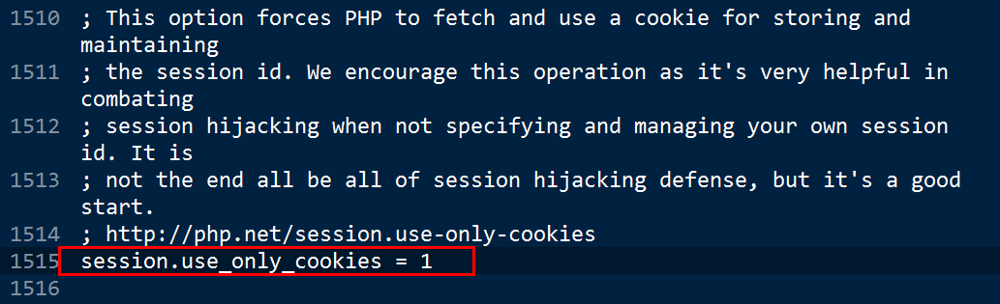 1510 ; This option forces PHP to fetch and use a cookie for storing and
maintaining
1511 ; the session id. We encourage this operation as it's very helpful in
combating
1512 ; session hijacking when not specifying and managing your own session
id. It is
1513 ; not the end all be all of session hijacking defense, but it's a good
start.
1514 ; http://php.net/session.use-only-cookies
1515 session.use_only_cookies = 1
1516